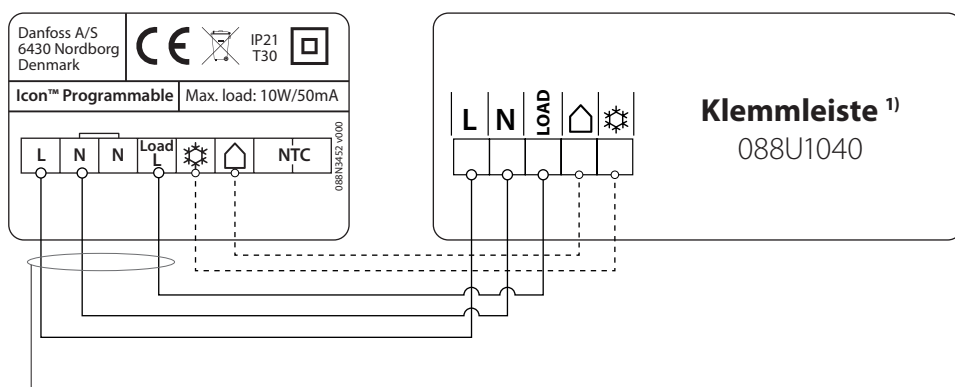 Danfoss A/S
6430 Nordborg
Denmark
CE
IP21
T30
Icon™ Programmable
Max. load: 10W/50mA
L N N Load L NTC
088N3452 v000
L N LOAD
Klemmleiste 1)
088U1040